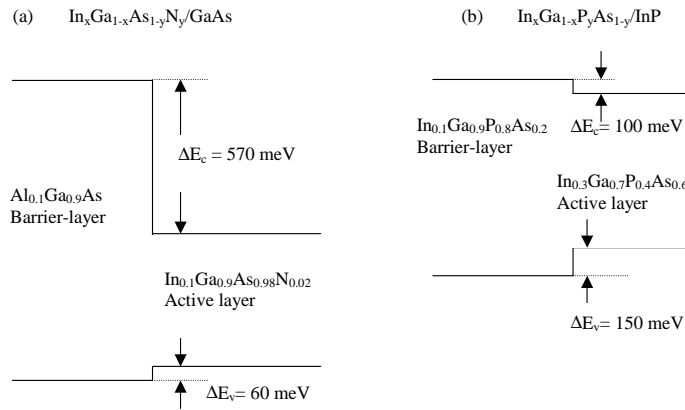 (a) InₓGa₁₋ₓAs₁₋yNy/GaAs
ΔEc = 570 meV
Al₀.₁Ga₀.₉As
Barrier-layer
In₀.₁Ga₀.₉As₀.₉₈N₀.₀₂
Active layer
ΔEv= 60 meV
(b) InₓGa₁₋ₓPyAs₁₋y/InP
In₀.₁Ga₀.₉P₀.₈As₀.₂
Barrier-layer
ΔEc= 100 meV
In₀.₃Ga₀.₇P₀.₄As₀.₆
Active layer
ΔEv= 150 meV